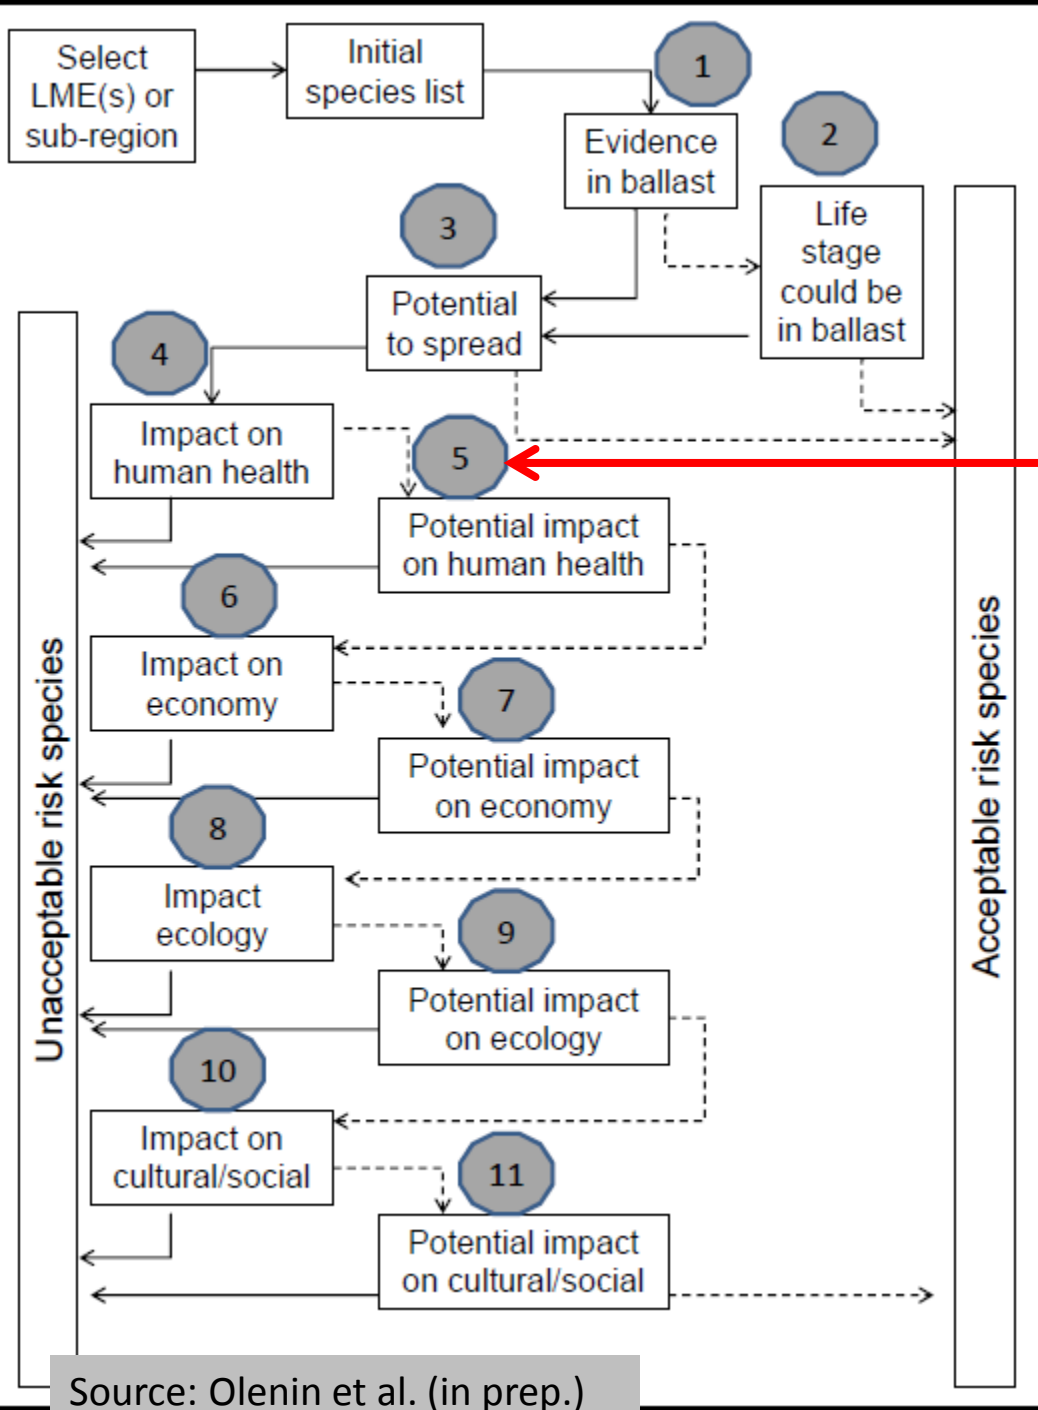 Select
LME(s) or
sub-region
Initial
species list
1
Evidence
in ballast
2
Life
stage
could be
in ballast
3
Potential
to spread
4
Impact on
human health
5
Potential impact
on human health
6
Impact on
economy
7
Potential impact
on economy
8
Impact
ecology
9
Potential impact
on ecology
10
Impact on
cultural/social
11
Potential impact
on cultural/social
Unacceptable risk species
Acceptable risk species
Source: Olenin et al. (in prep.)